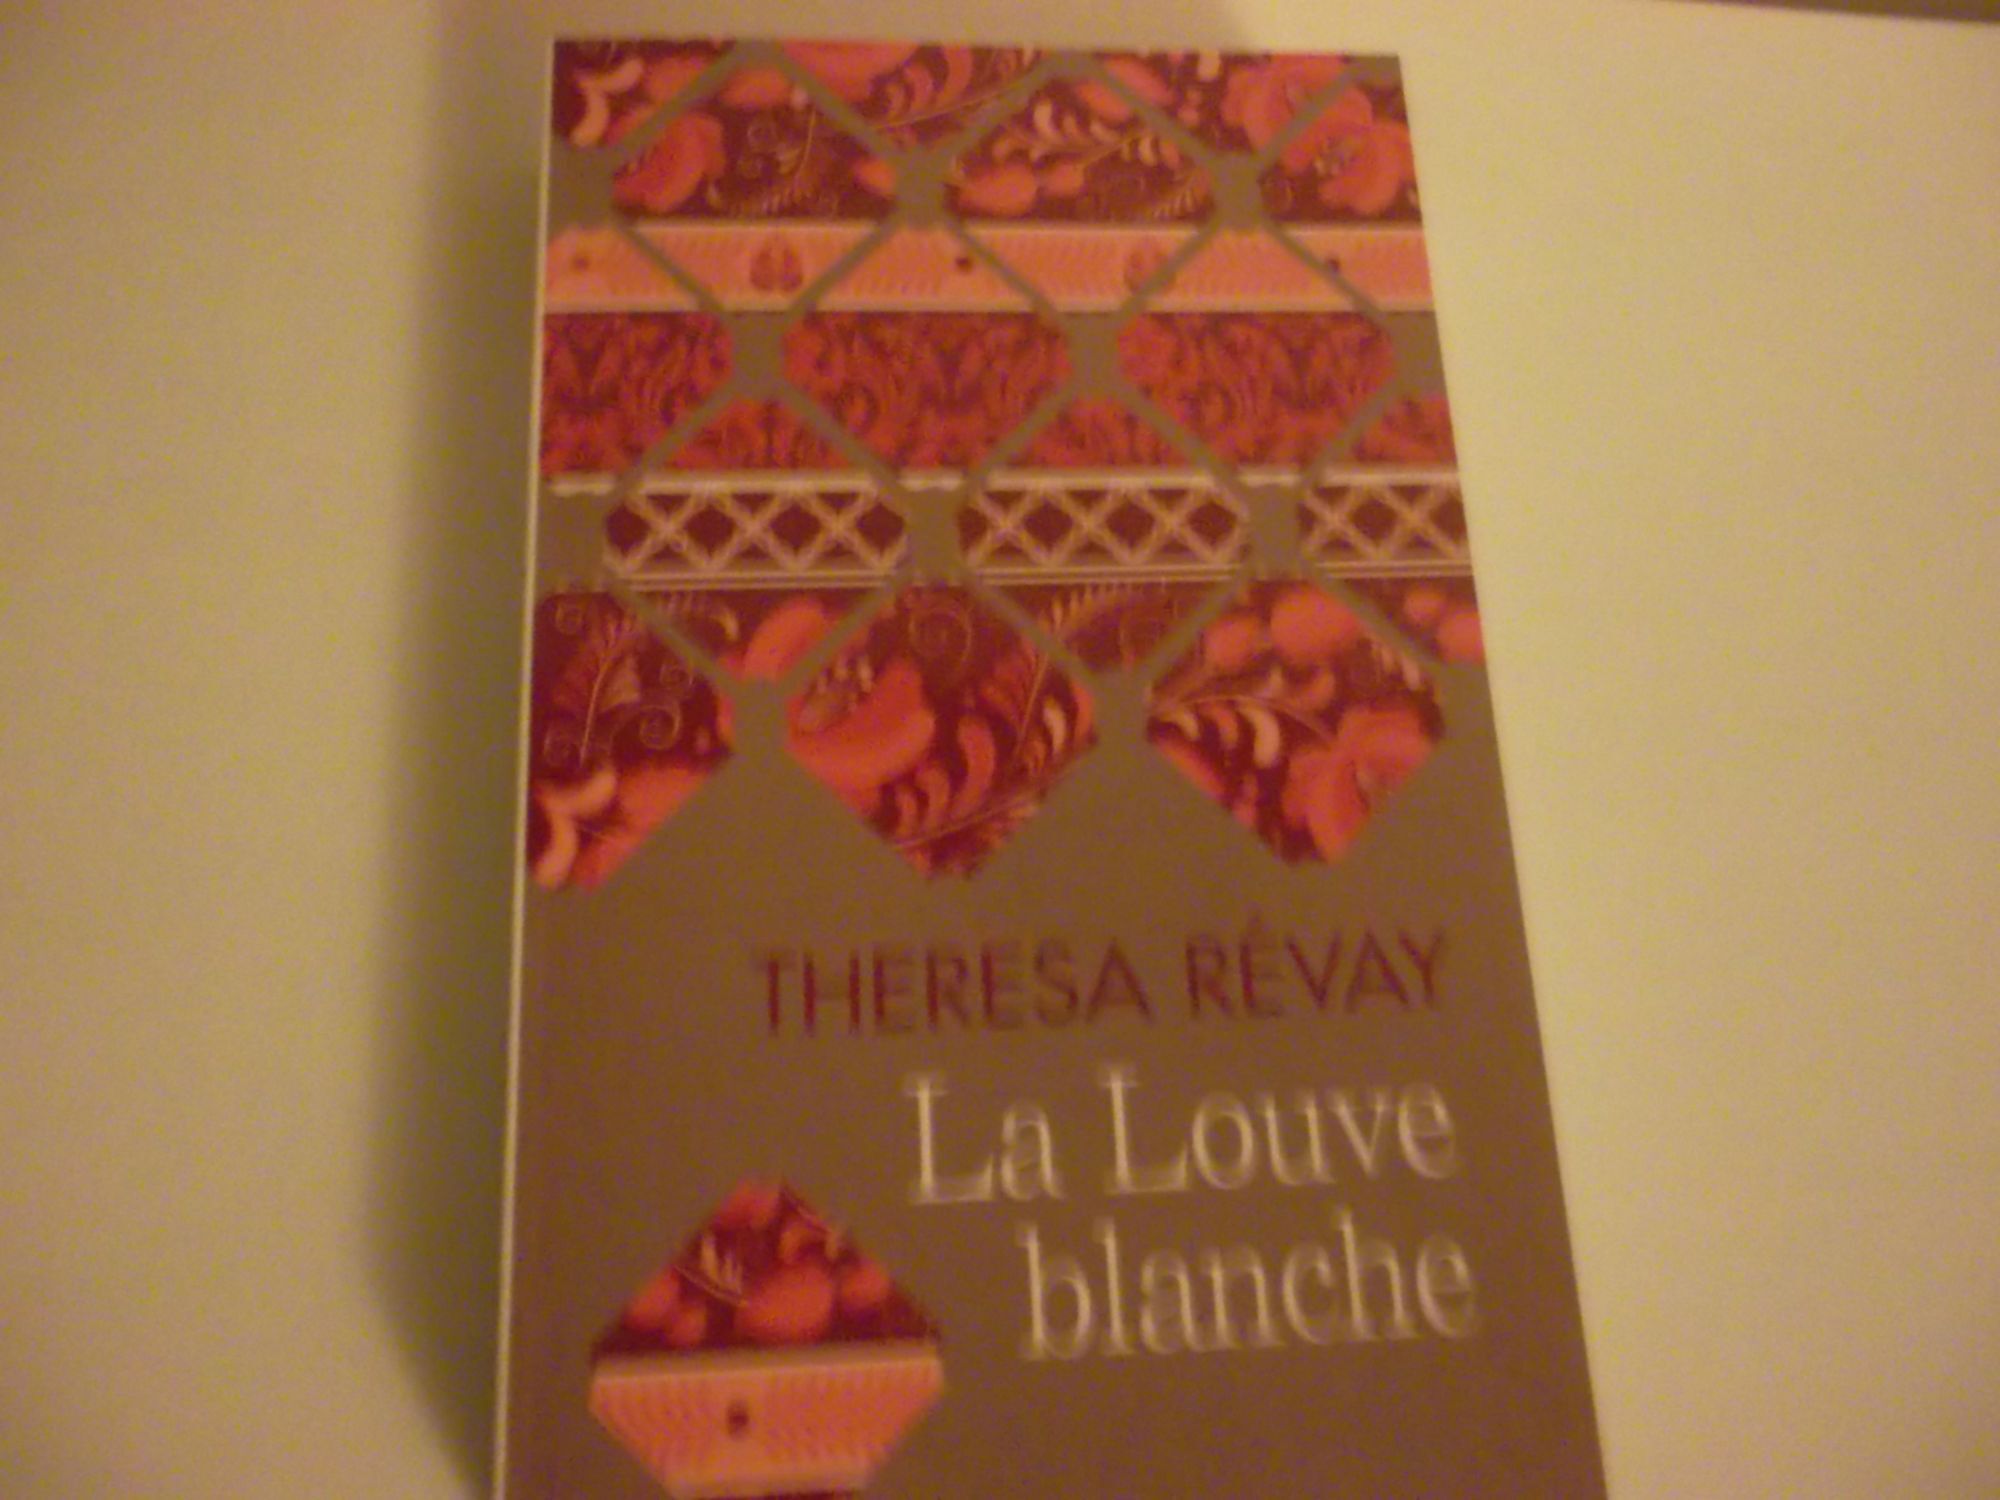 THERESA RÉVAY
La Louve
blanche